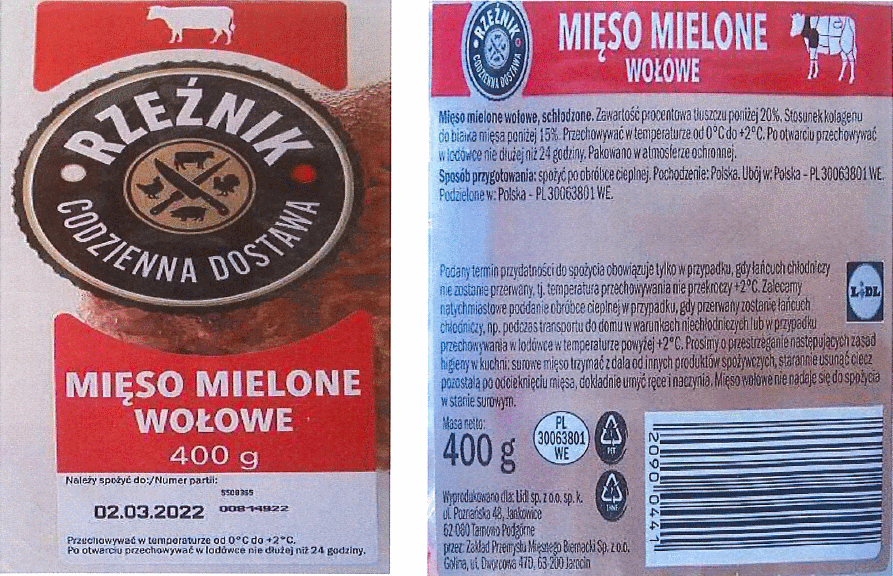 RZEŹNIK
CODZIENNA DOSTAWA
MIĘSO MIELONE
WOŁOWE
400 g
Należy spożyć do:/Numer partii:
5508365
02.03.2022 00814922
Przechowywać w temperaturze od 0°C do +2°C.
Po otwarciu przechowywać w lodówce nie dłużej niż 24 godziny.
RZEŹNIK
CODZIENNA DOSTAWA
MIĘSO MIELONE
WOŁOWE
Mięso mielone wołowe, schłodzone. Zawartość procentowa tłuszczu poniżej 20%. Stosunek kolagenu
do białka mięsa poniżej 15%. Przechowywać w temperaturze od 0°C do +2°C. Po otwarciu przechowywać
w lodówce nie dłużej niż 24 godziny. Pakowano w atmosferze ochronnej.
Sposób przygotowania: spożyć po obróbce cieplnej. Pochodzenie: Polska. Ubój w: Polska - PL 30063801 WE.
Podzielone w: Polska - PL 30063801 WE.
Podany termin przydatności do spożycia obowiązuje tylko w przypadku, gdy łańcuch chłodniczy
nie zostanie przerwany, tj. temperatura przechowywania nie przekroczy +2°C. Zalecamy
natychmiastowe poddanie obróbce cieplnej w przypadku, gdy przerwany zostanie łańcuch
chłodniczy, np. podczas transportu do domu w warunkach niechłodniczych lub w przypadku
przechowywania w lodówce w temperaturze powyżej +2°C. Prosimy o przestrzeganie następujących zasad
higieny w kuchni: surowe mięso trzymać z dala od innych produktów spożywczych, starannie usunąć ciecz
pozostałą po odcieknięciu mięsa, dokładnie umyć ręce i naczynia. Mięso wołowe nie nadaje się do spożycia
w stanie surowym.
LIDL
Masa netto:
400 g
PL
30063801
WE
PET
Wyprodukowano dla: Lidl sp. z o.o. sp. k.
ul. Poznańska 48, Jankowice
62-080 Tarnowo Podgórne
przez: Zakład Przemysłu Mięsnego Biernacki Sp. z o.o.
Golina, ul. Dworcowa 47D, 63-200 Jarocin
20900441